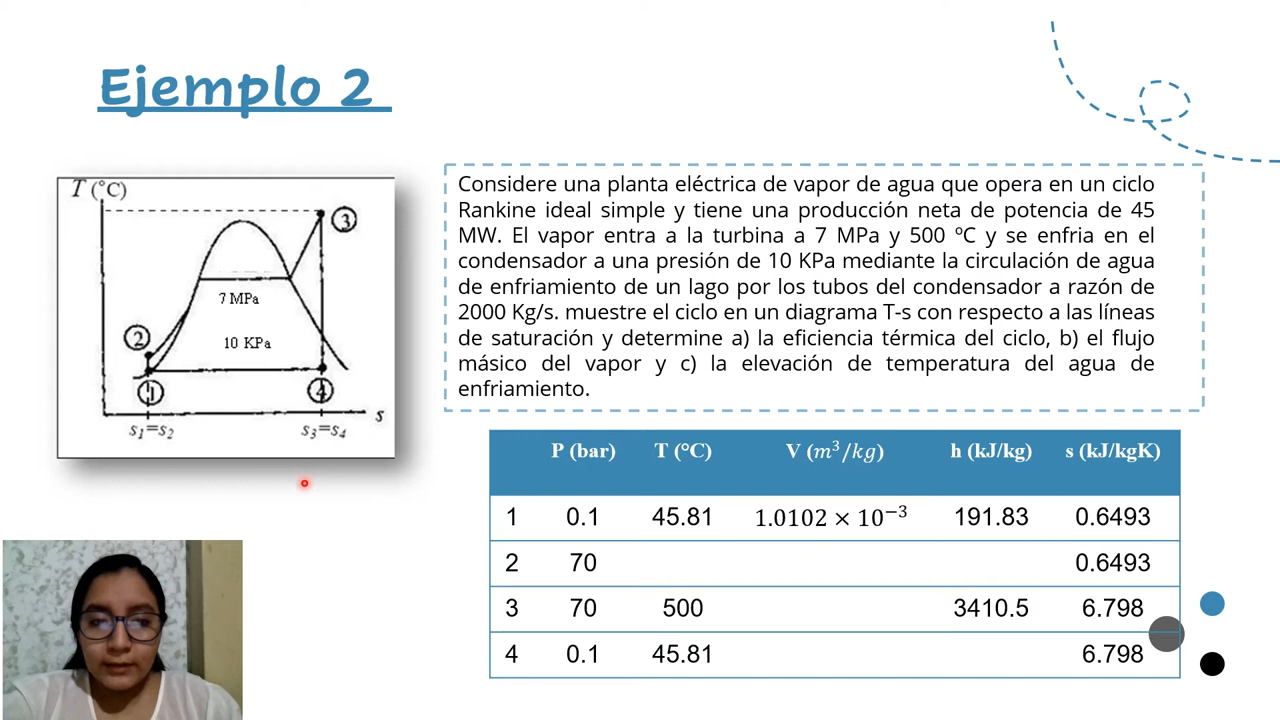 Ejemplo 2
T (°C)
③
7 MPa
②
10 KPa
①
④
s
s₁=s₂
s₃=s₄
Considere una planta eléctrica de vapor de agua que opera en un ciclo
Rankine ideal simple y tiene una producción neta de potencia de 45
MW. El vapor entra a la turbina a 7 MPa y 500 ºC y se enfria en el
condensador a una presión de 10 KPa mediante la circulación de agua
de enfriamiento de un lago por los tubos del condensador a razón de
2000 Kg/s. muestre el ciclo en un diagrama T-s con respecto a las líneas
de saturación y determine a) la eficiencia térmica del ciclo, b) el flujo
másico del vapor y c) la elevación de temperatura del agua de
enfriamiento.
P (bar) T (°C) V (m³/kg) h (kJ/kg) s (kJ/kgK)
1 0.1 45.81 1.0102 × 10⁻³ 191.83 0.6493
2 70 0.6493
3 70 500 3410.5 6.798
4 0.1 45.81 6.798